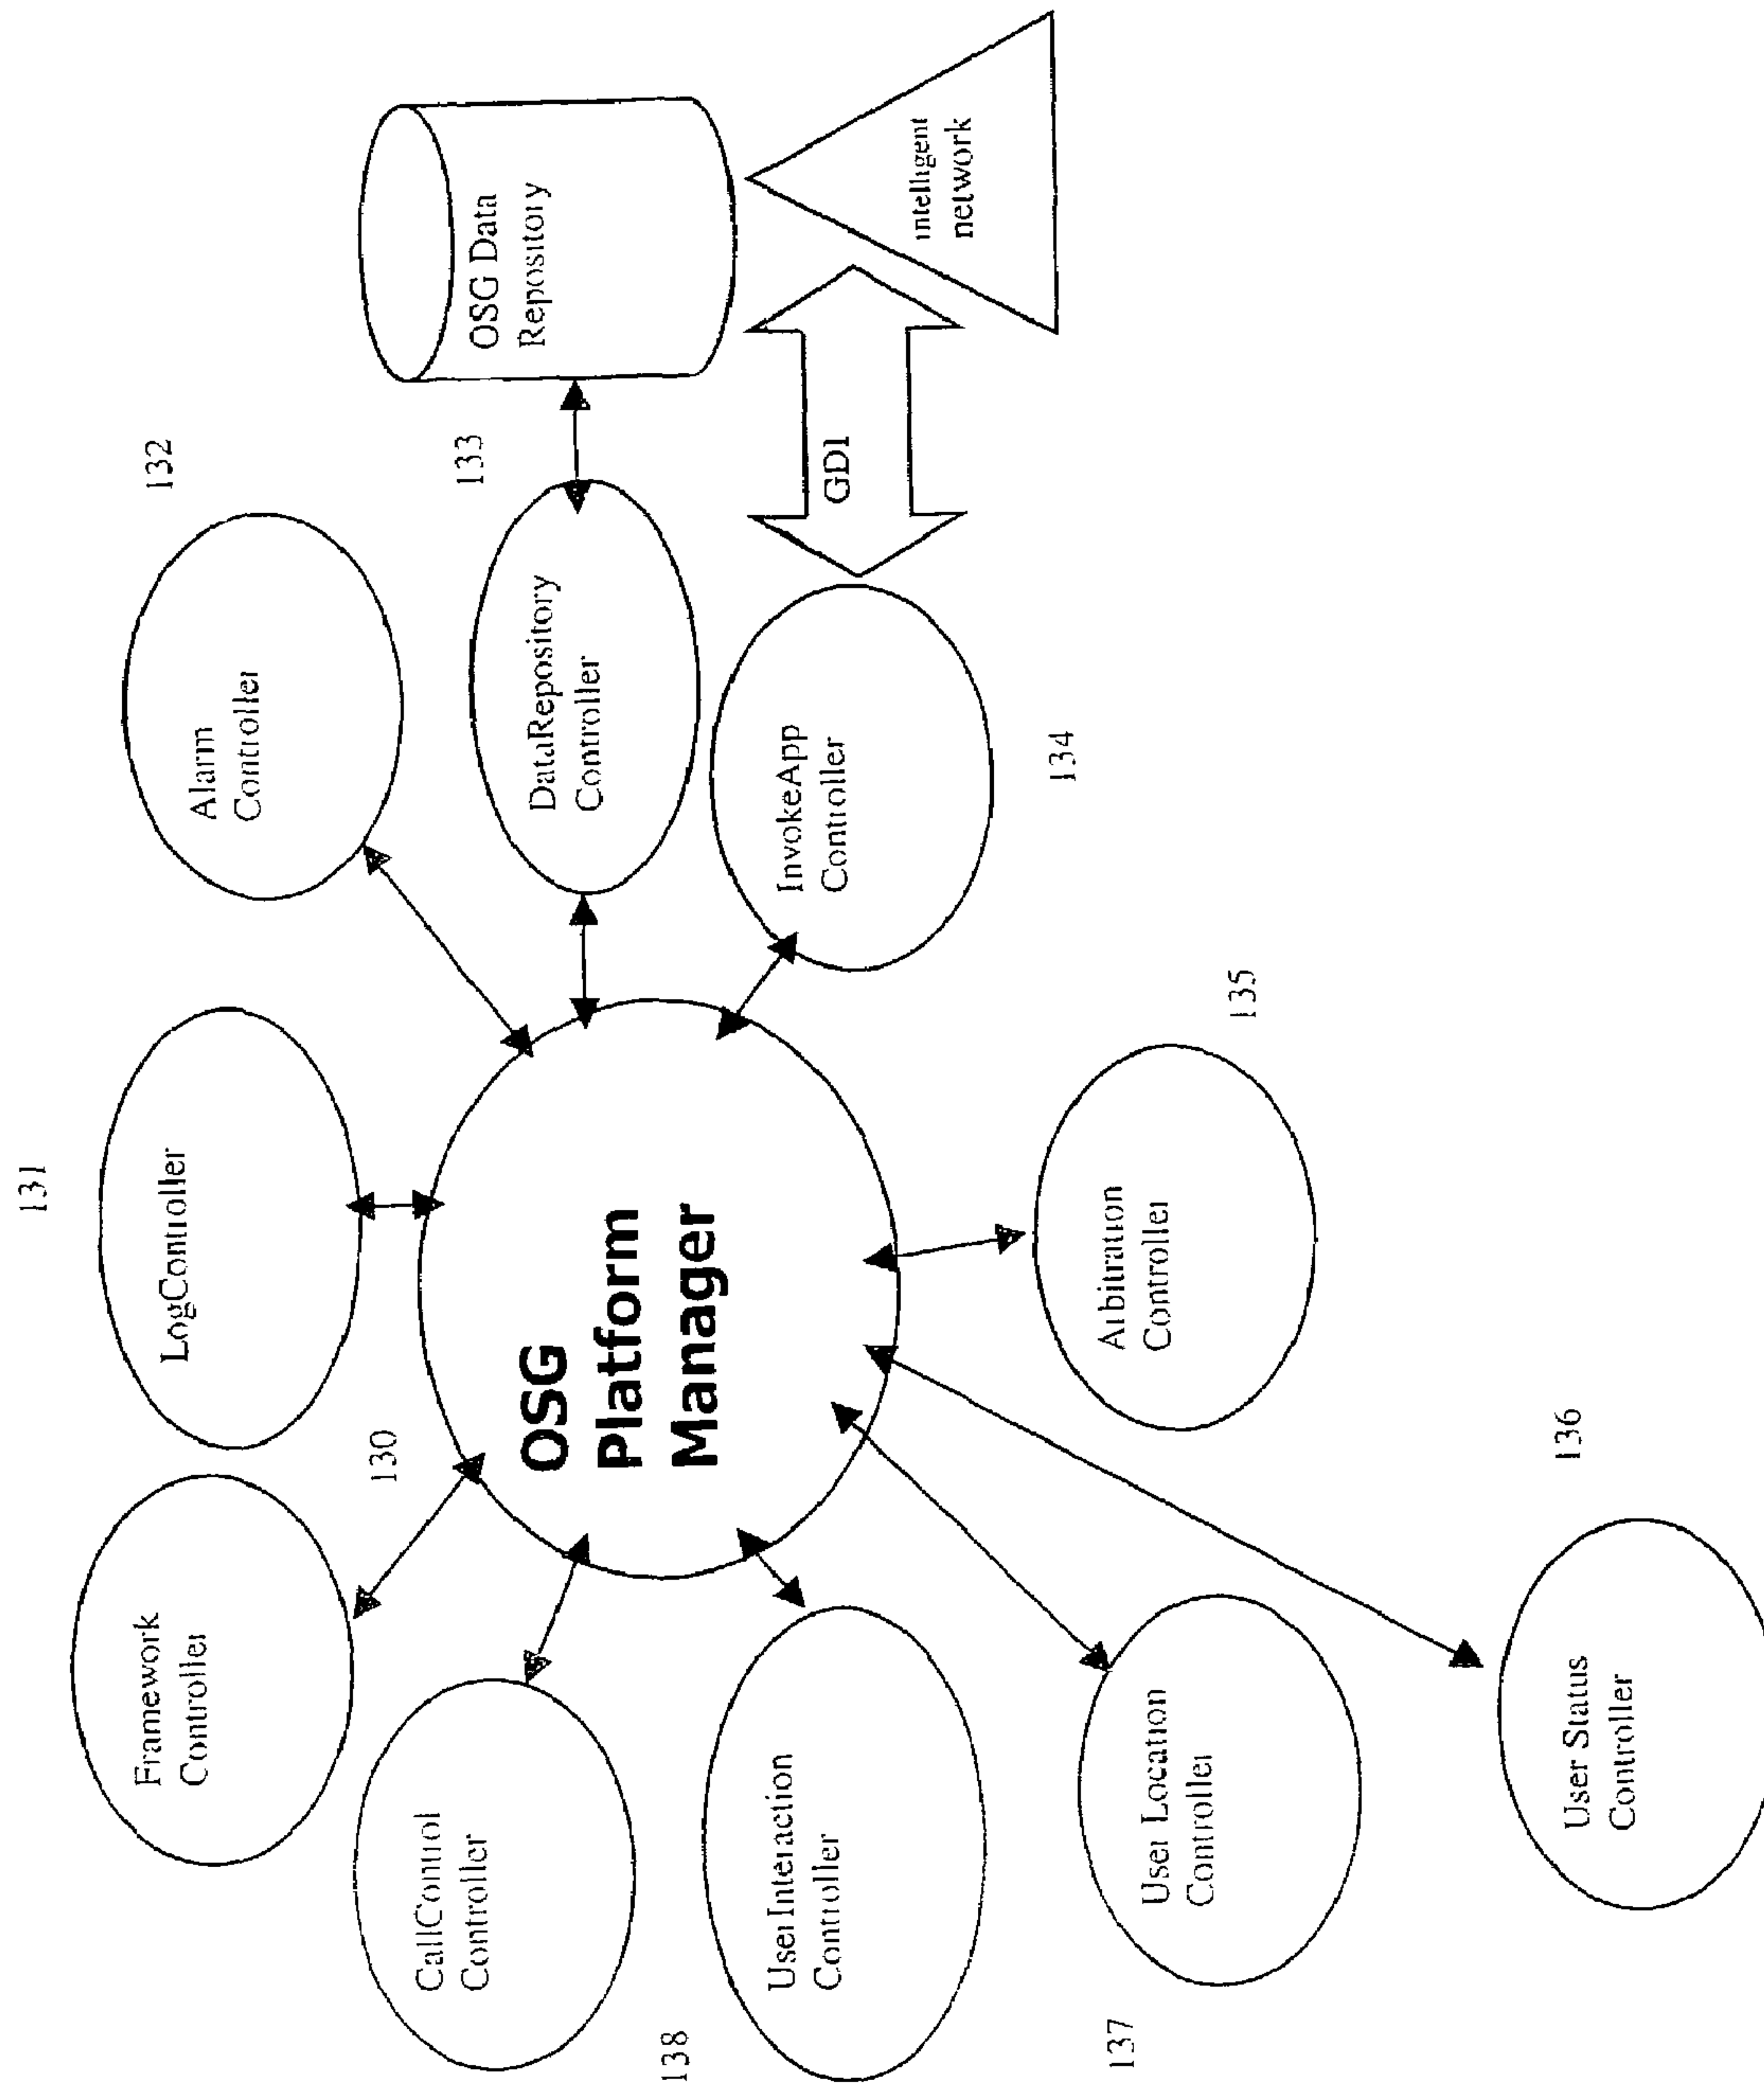 131
132
Framework
Controller
LogController
Alarm
Controller
130
133
CallControl
Controller
OSG
Platform
Manager
DataRepository
Controller
OSG Data
Repository
138
UserInteraction
Controller
InvokeApp
Controller
GDI
intelligent
network
134
137
User Location
Controller
Arbitration
Controller
135
136
User Status
Controller